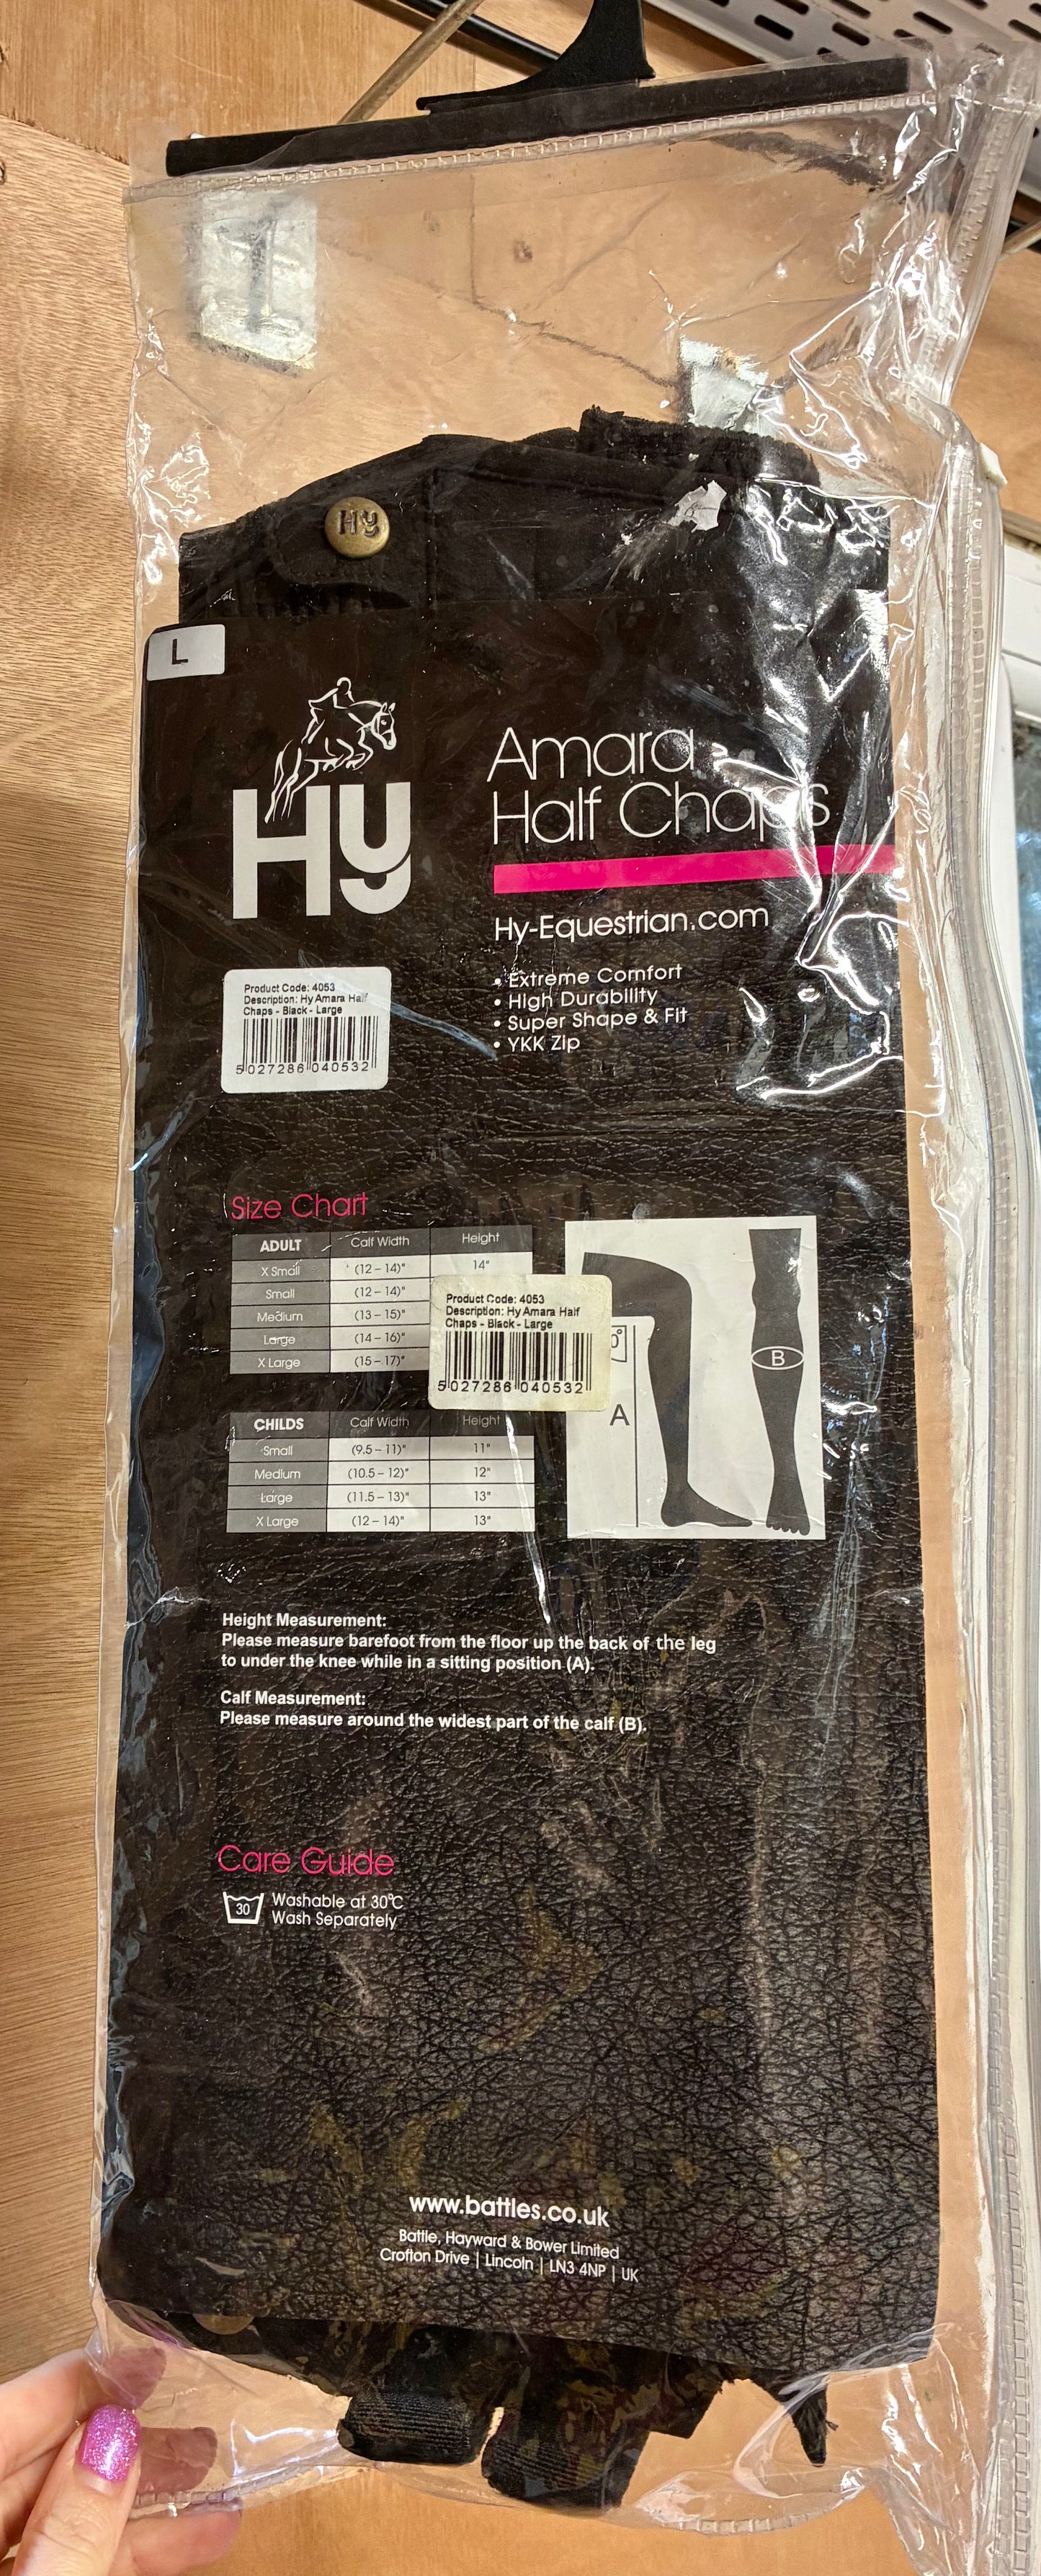 Hy
L
Hy
Amara
Half Chaps
Hy-Equestrian.com
• Extreme Comfort
• High Durability
• Super Shape & Fit
• YKK Zip
Product Code: 4053
Description: Hy Amara Half
Chaps - Black - Large
5 027286 040532
Size Chart
ADULT Calf Width Height
X Small (12 – 14)" 14"
Small (12 – 14)"
Medium (13 – 15)"
Large (14 – 16)"
X Large (15 – 17)"
Product Code: 4053
Description: Hy Amara Half
Chaps - Black - Large
5 027286 040532
A
B
CHILDS Calf Width Height
Small (9.5 – 11)" 11"
Medium (10.5 – 12)" 12"
Large (11.5 – 13)" 13"
X Large (12 – 14)" 13"
Height Measurement:
Please measure barefoot from the floor up the back of the leg
to under the knee while in a sitting position (A).
Calf Measurement:
Please measure around the widest part of the calf (B).
Care Guide
30 Washable at 30°C
Wash Separately
www.battles.co.uk
Battle, Hayward & Bower Limited
Crofton Drive | Lincoln | LN3 4NP | UK